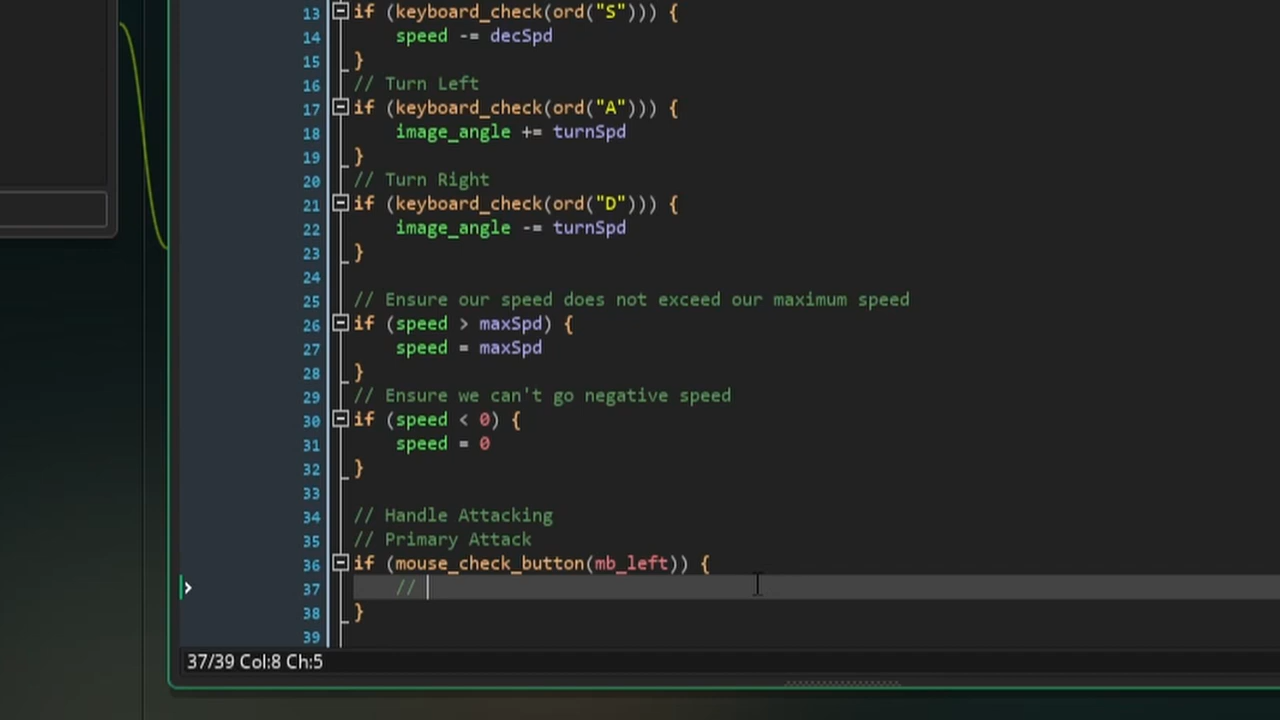 13 if (keyboard_check(ord("S"))) {
14 speed -= decSpd
15 }
16 // Turn Left
17 if (keyboard_check(ord("A"))) {
18 image_angle += turnSpd
19 }
20 // Turn Right
21 if (keyboard_check(ord("D"))) {
22 image_angle -= turnSpd
23 }
24
25 // Ensure our speed does not exceed our maximum speed
26 if (speed > maxSpd) {
27 speed = maxSpd
28 }
29 // Ensure we can't go negative speed
30 if (speed < 0) {
31 speed = 0
32 }
33
34 // Handle Attacking
35 // Primary Attack
36 if (mouse_check_button(mb_left)) {
37 //
38 }
39
37/39 Col:8 Ch:5